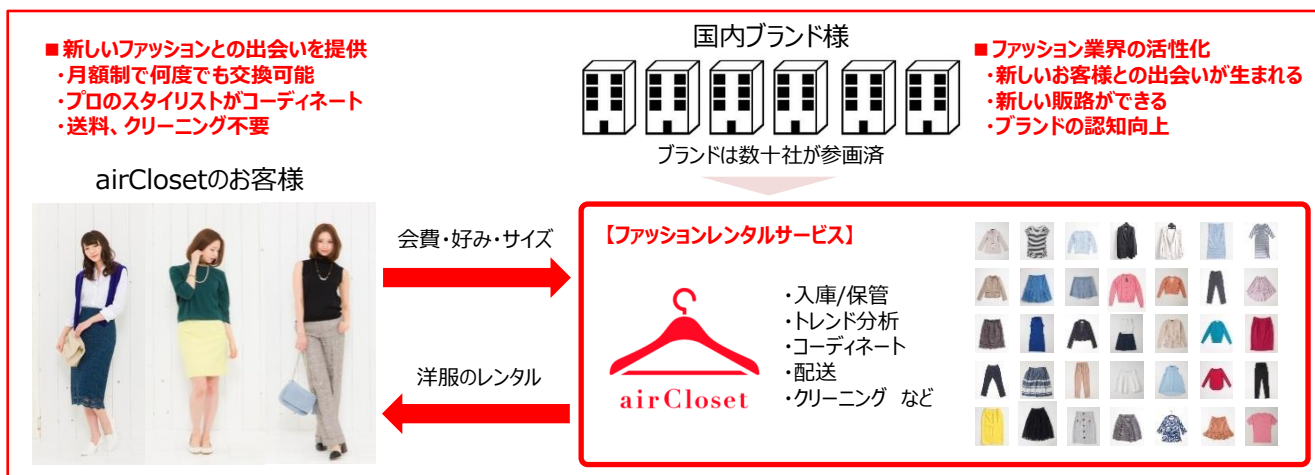 ■新しいファッションとの出会いを提供
・月額制で何度でも交換可能
・プロのスタイリストがコーディネート
・送料、クリーニング不要
国内ブランド様
ブランドは数十社が参画済
■ファッション業界の活性化
・新しいお客様との出会いが生まれる
・新しい販路ができる
・ブランドの認知向上
airClosetのお客様
会費・好み・サイズ
洋服のレンタル
【ファッションレンタルサービス】
airCloset
・入庫/保管
・トレンド分析
・コーディネート
・配送
・クリーニング など